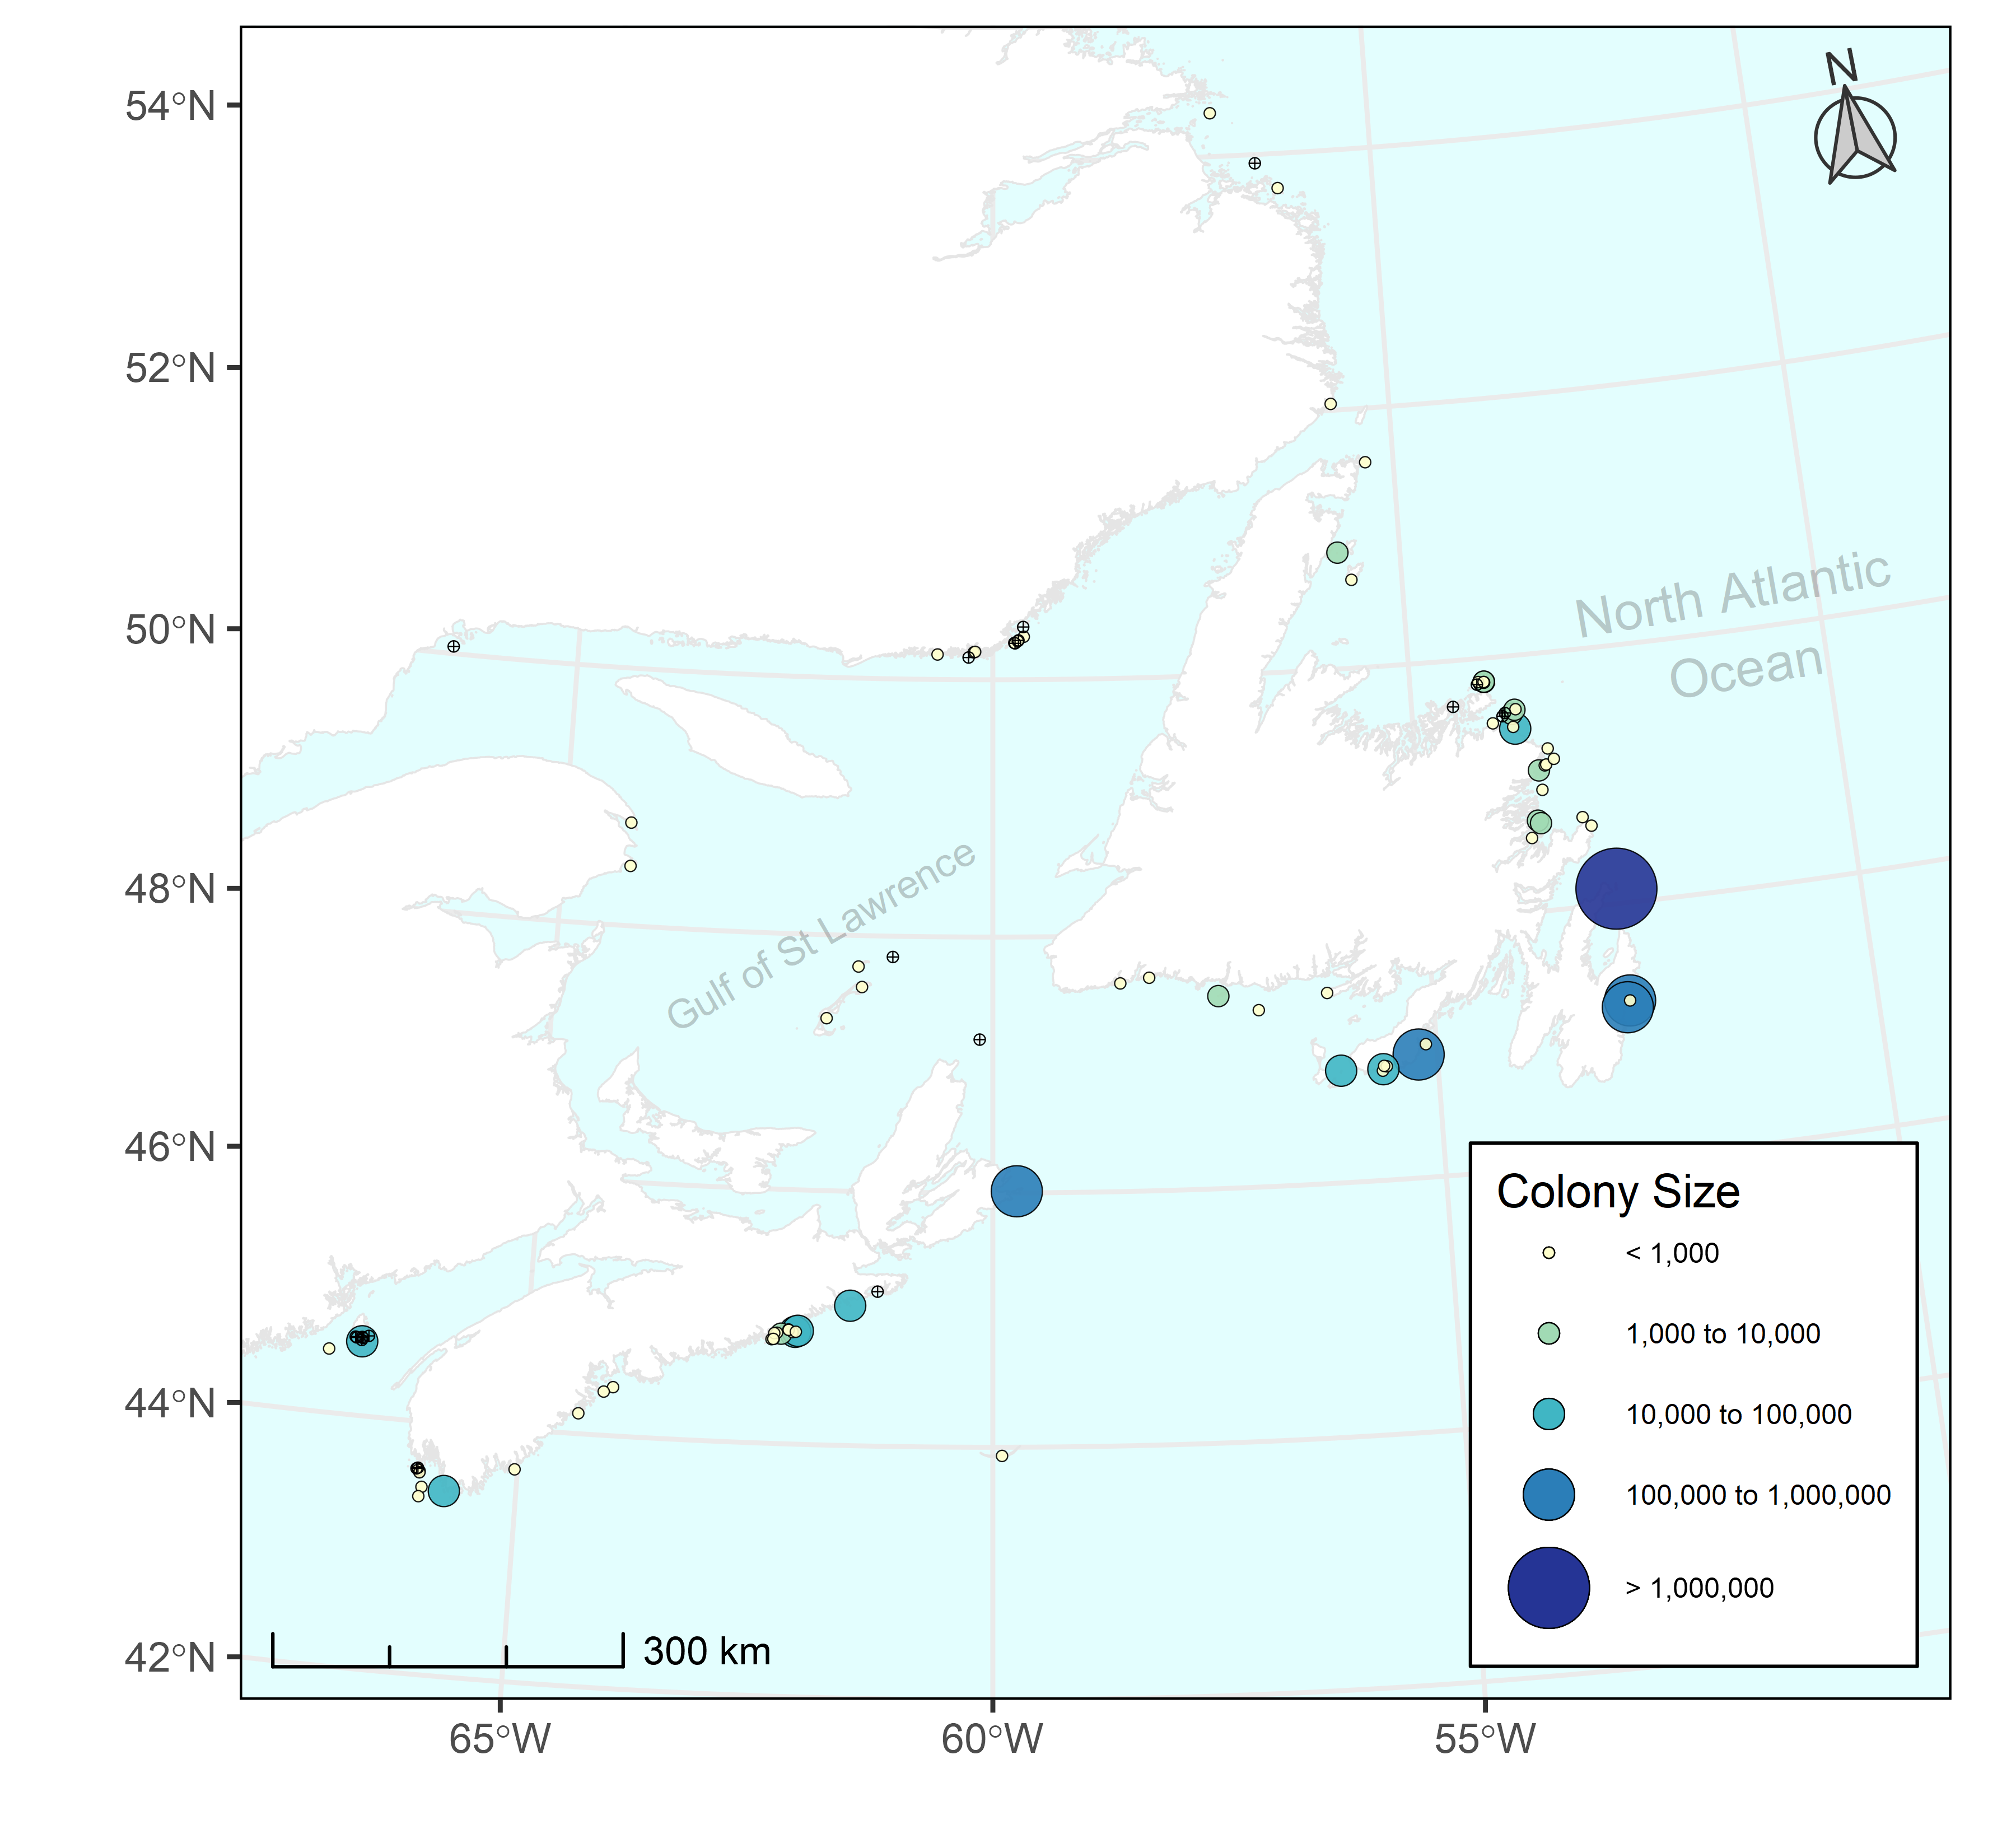 N
54°N
52°N
50°N
48°N
46°N
44°N
42°N
North Atlantic
Ocean
Gulf of St Lawrence
Colony Size
< 1,000
1,000 to 10,000
10,000 to 100,000
100,000 to 1,000,000
> 1,000,000
300 km
65°W
60°W
55°W